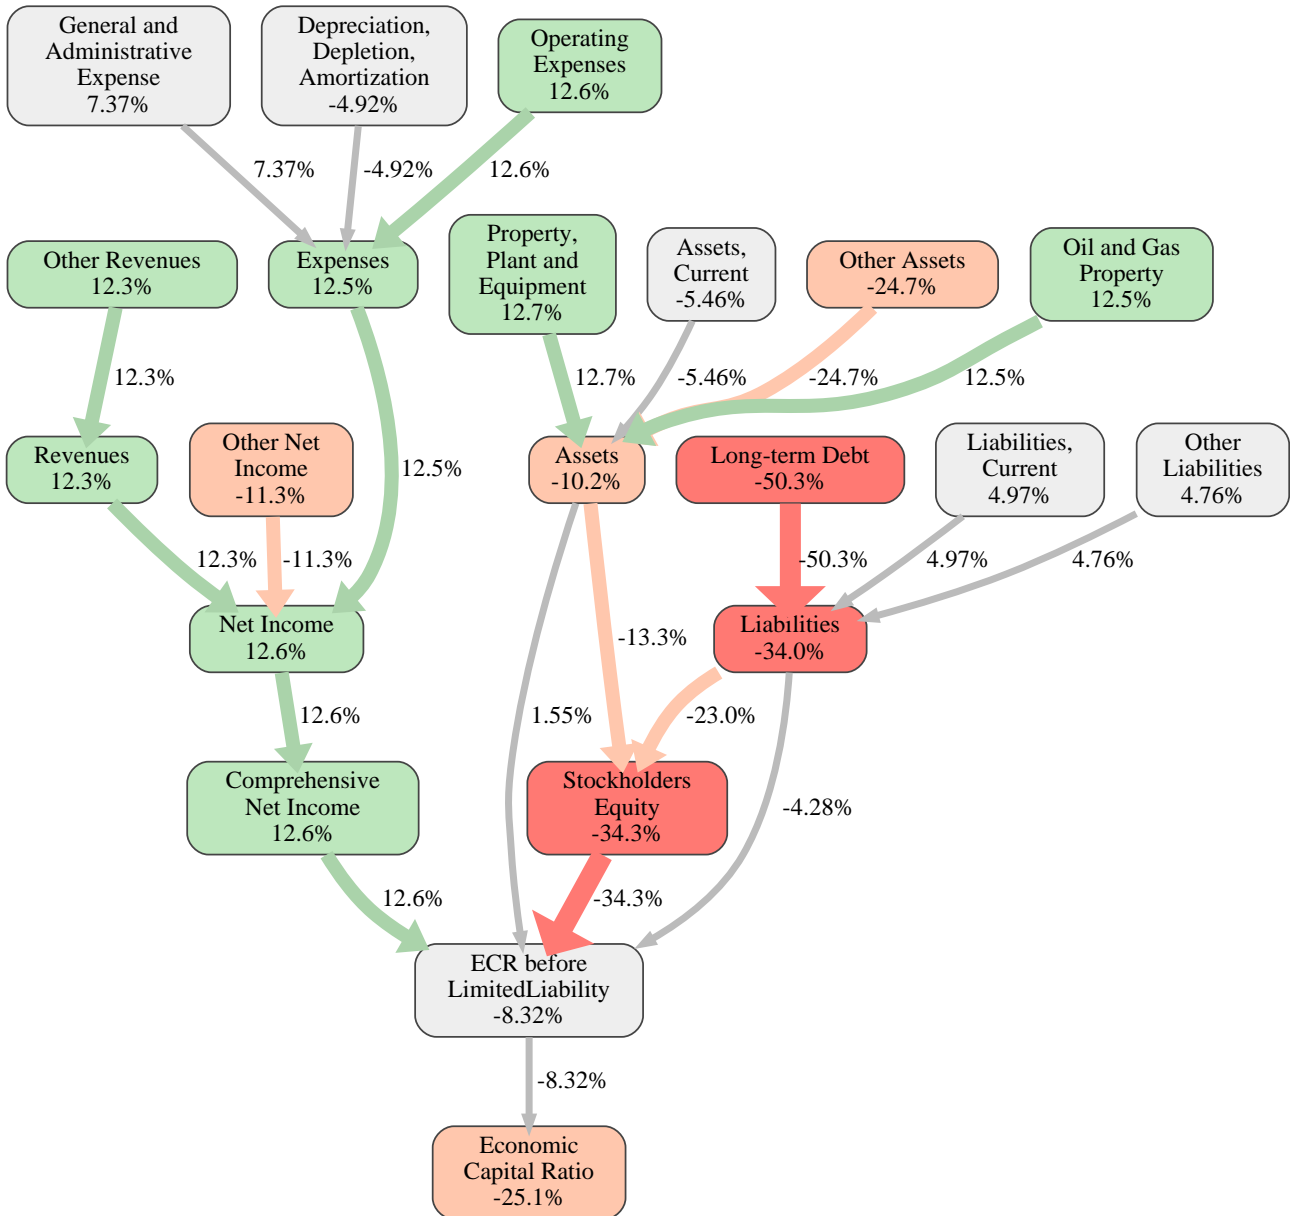 General and
Administrative
Expense
7.37%
Depreciation,
Depletion,
Amortization
-4.92%
Operating
Expenses
12.6%
7.37%
-4.92%
12.6%
Other Revenues
12.3%
Expenses
12.5%
Property,
Plant and
Equipment
12.7%
Assets,
Current
-5.46%
Other Assets
-24.7%
Oil and Gas
Property
12.5%
12.3%
12.7%
-5.46%
-24.7%
12.5%
Revenues
12.3%
Other Net
Income
-11.3%
12.5%
Assets
-10.2%
Long-term Debt
-50.3%
Liabilities,
Current
4.97%
Other
Liabilities
4.76%
12.3%
-11.3%
-50.3%
4.97%
4.76%
Net Income
12.6%
-13.3%
Liabilities
-34.0%
12.6%
1.55%
-23.0%
Comprehensive
Net Income
12.6%
Stockholders
Equity
-34.3%
-4.28%
12.6%
-34.3%
ECR before
LimitedLiability
-8.32%
-8.32%
Economic
Capital Ratio
-25.1%